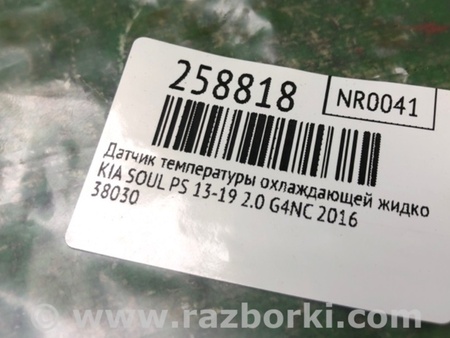 258818
NR0041
Датчик температуры охлаждающей жидко
KIA SOUL PS 13-19 2.0 G4NC 2016
38030
© www.razborki.com